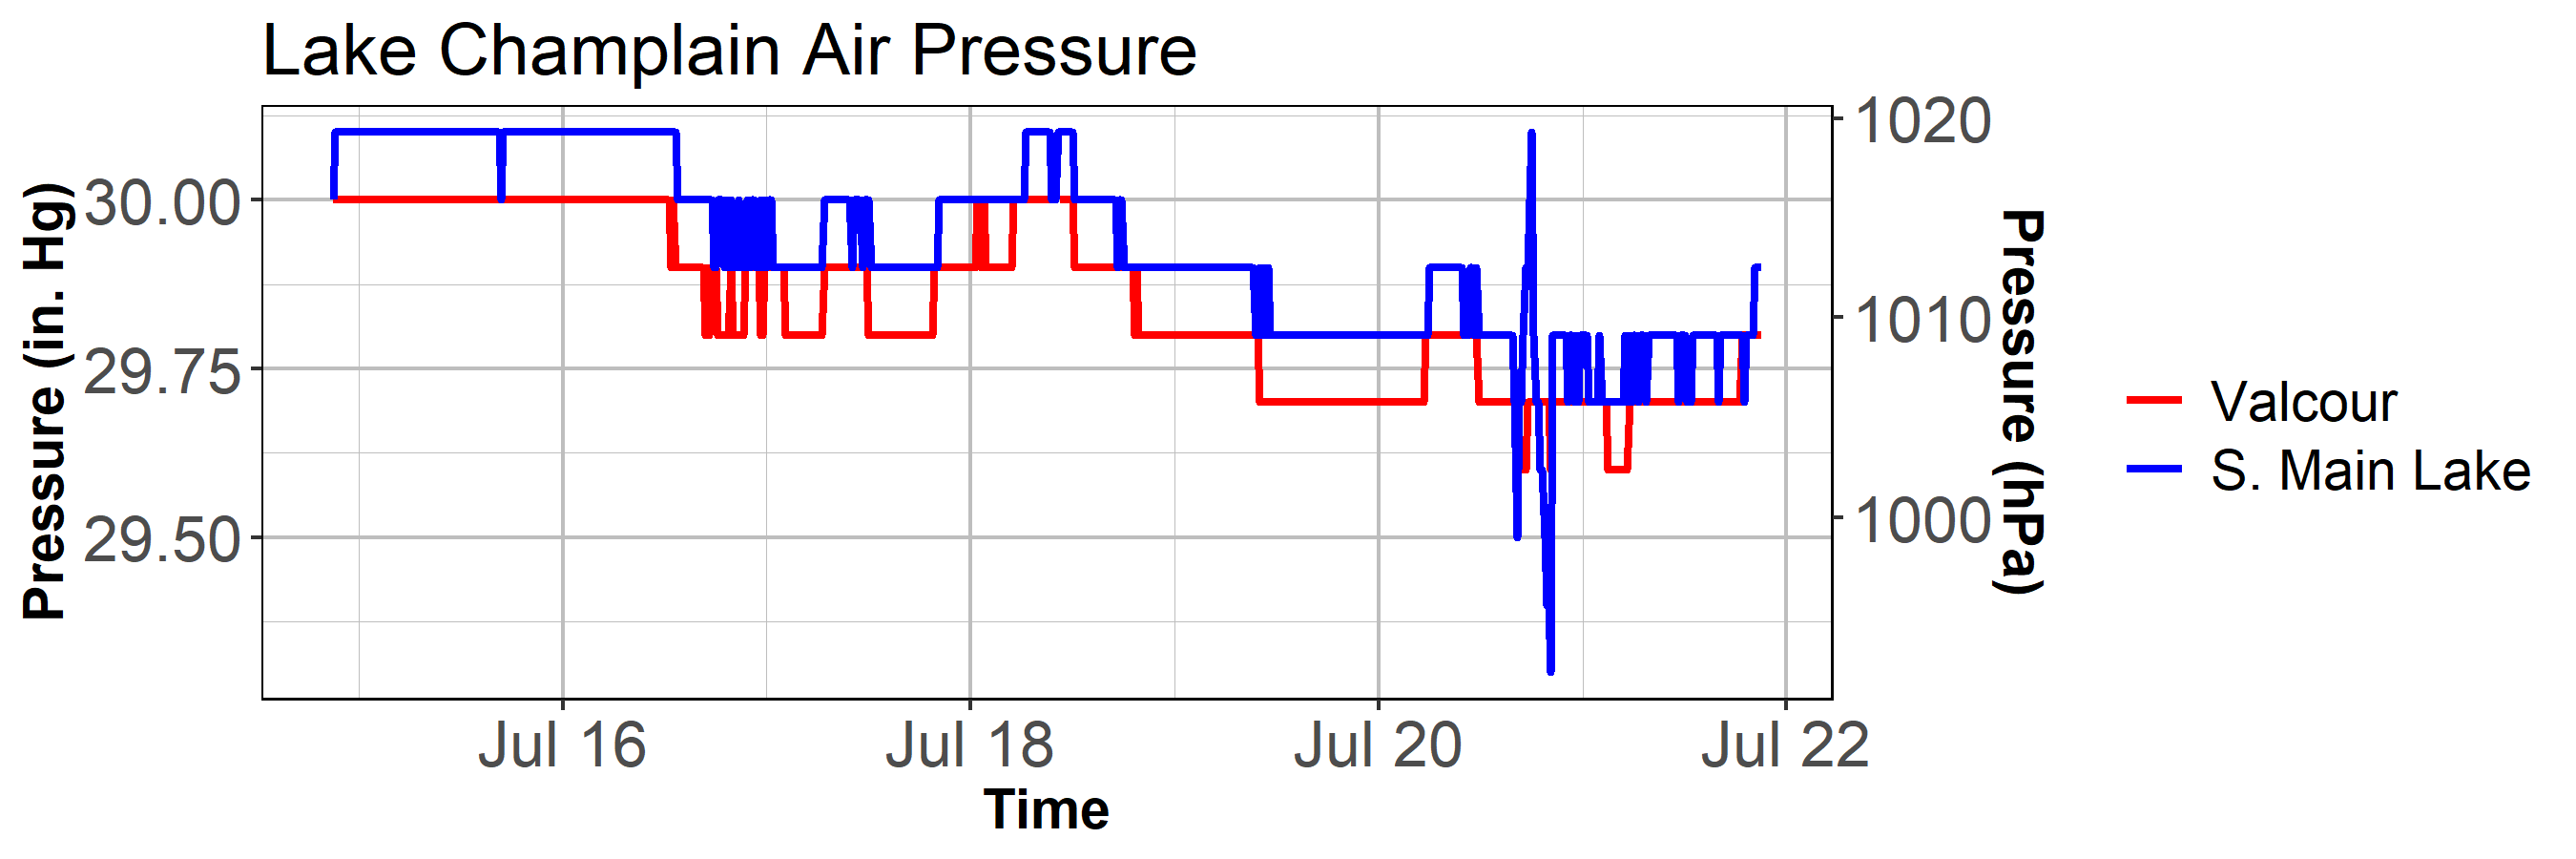 Lake Champlain Air Pressure
Pressure (in. Hg)
30.00
29.75
29.50
1020
1010
1000
Pressure (hPa)
Jul 16
Jul 18
Jul 20
Jul 22
Time
Valcour
S. Main Lake